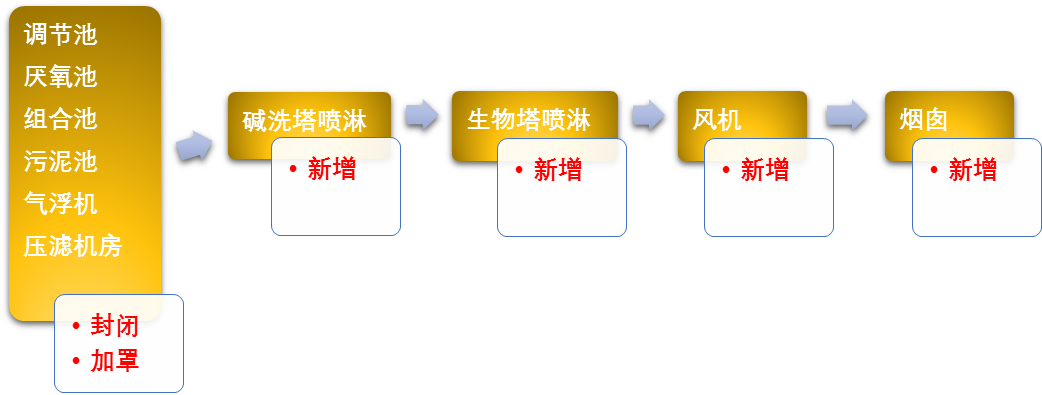 调节池
厌氧池
组合池
污泥池
气浮机
压滤机房
• 封闭
• 加罩
碱洗塔喷淋
• 新增
生物塔喷淋
• 新增
风机
• 新增
烟囱
• 新增